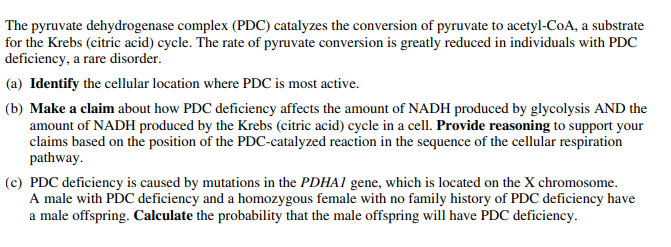 The pyruvate dehydrogenase complex (PDC) catalyzes the conversion of pyruvate to acetyl-CoA, a substrate
for the Krebs (citric acid) cycle. The rate of pyruvate conversion is greatly reduced in individuals with PDC
deficiency, a rare disorder.
(a) Identify the cellular location where PDC is most active.
(b) Make a claim about how PDC deficiency affects the amount of NADH produced by glycolysis AND the
amount of NADH produced by the Krebs (citric acid) cycle in a cell. Provide reasoning to support your
claims based on the position of the PDC-catalyzed reaction in the sequence of the cellular respiration
pathway.
(c) PDC deficiency is caused by mutations in the PDHA1 gene, which is located on the X chromosome.
A male with PDC deficiency and a homozygous female with no family history of PDC deficiency have
a male offspring. Calculate the probability that the male offspring will have PDC deficiency.